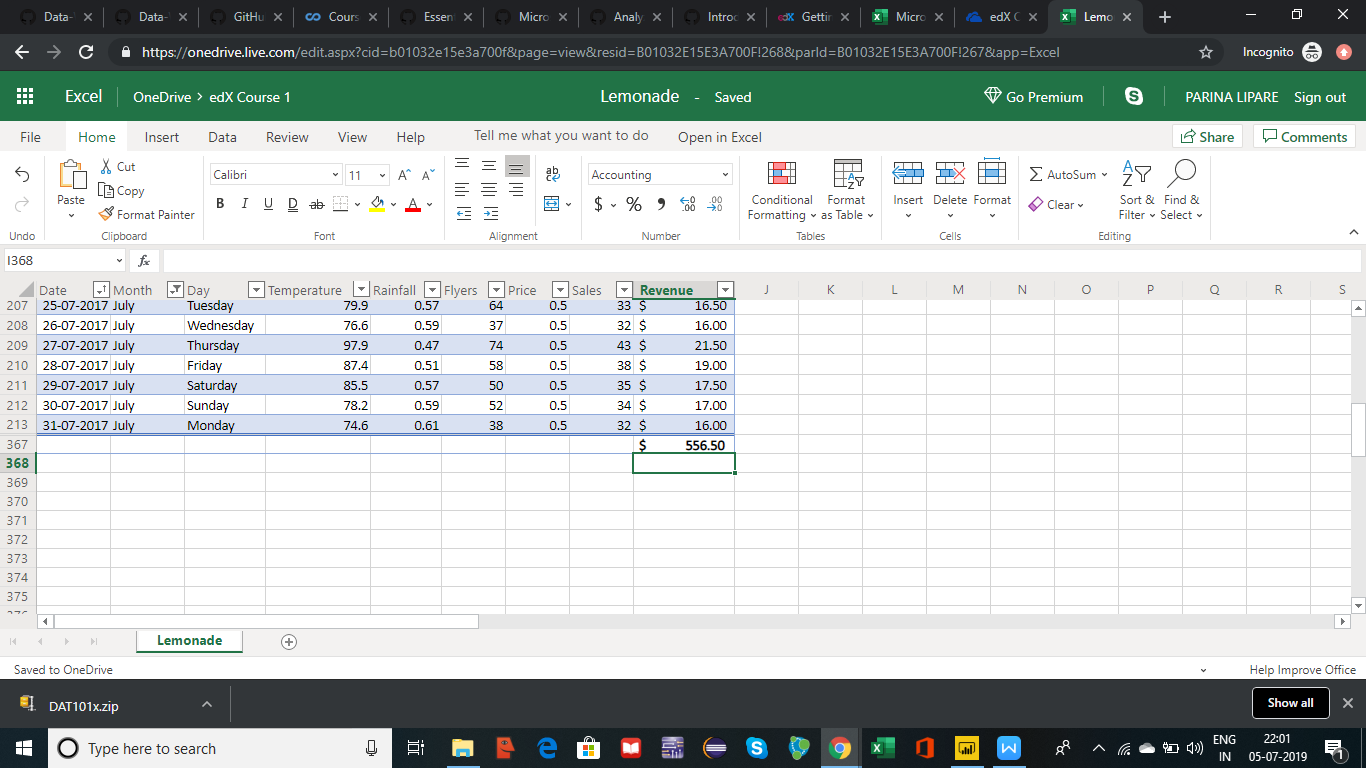 Data- Data- GitHu Cours Essen Micro Analy Introd edX Gettin Micro edX C Lemo
https://onedrive.live.com/edit.aspx?cid=b01032e15e3a700f&page=view&resid=B01032E15E3A700F!268&parId=B01032E15E3A700F!267&app=Excel Incognito
Excel OneDrive > edX Course 1 Lemonade - Saved Go Premium PARINA LIPARE Sign out
File Home Insert Data Review View Help Tell me what you want to do Open in Excel Share Comments
Cut
Copy
Format Painter
Paste
Undo
Clipboard
Calibri 11
B I U D ab A
Font
Alignment
ab
Accounting
$ % 9 .00 .00
Number
Conditional Formatting
Format as Table
Tables
Insert Delete Format
Cells
AutoSum
Clear
Sort & Filter
Find & Select
Editing
I368 fx
Date Month Day Temperature Rainfall Flyers Price Sales Revenue J K L M N O P Q R S
207 25-07-2017 July Tuesday 79.9 0.57 64 0.5 33 $ 16.50
208 26-07-2017 July Wednesday 76.6 0.59 37 0.5 32 $ 16.00
209 27-07-2017 July Thursday 97.9 0.47 74 0.5 43 $ 21.50
210 28-07-2017 July Friday 87.4 0.51 58 0.5 38 $ 19.00
211 29-07-2017 July Saturday 85.5 0.57 50 0.5 35 $ 17.50
212 30-07-2017 July Sunday 78.2 0.59 52 0.5 34 $ 17.00
213 31-07-2017 July Monday 74.6 0.61 38 0.5 32 $ 16.00
367 $ 556.50
368
369
370
371
372
373
374
375
Lemonade
Saved to OneDrive Help Improve Office
DAT101x.zip Show all
Type here to search
ENG
IN
22:01
05-07-2019
1